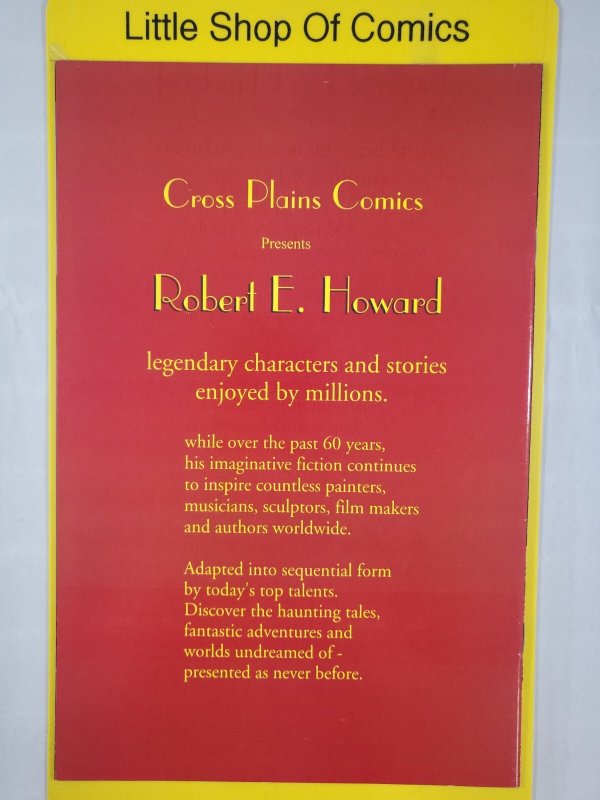 Little Shop Of Comics
Cross Plains Comics
Presents
Robert E. Howard
legendary characters and stories
enjoyed by millions.
while over the past 60 years,
his imaginative fiction continues
to inspire countless painters,
musicians, sculptors, film makers
and authors worldwide.
Adapted into sequential form
by today's top talents.
Discover the haunting tales,
fantastic adventures and
worlds undreamed of -
presented as never before.